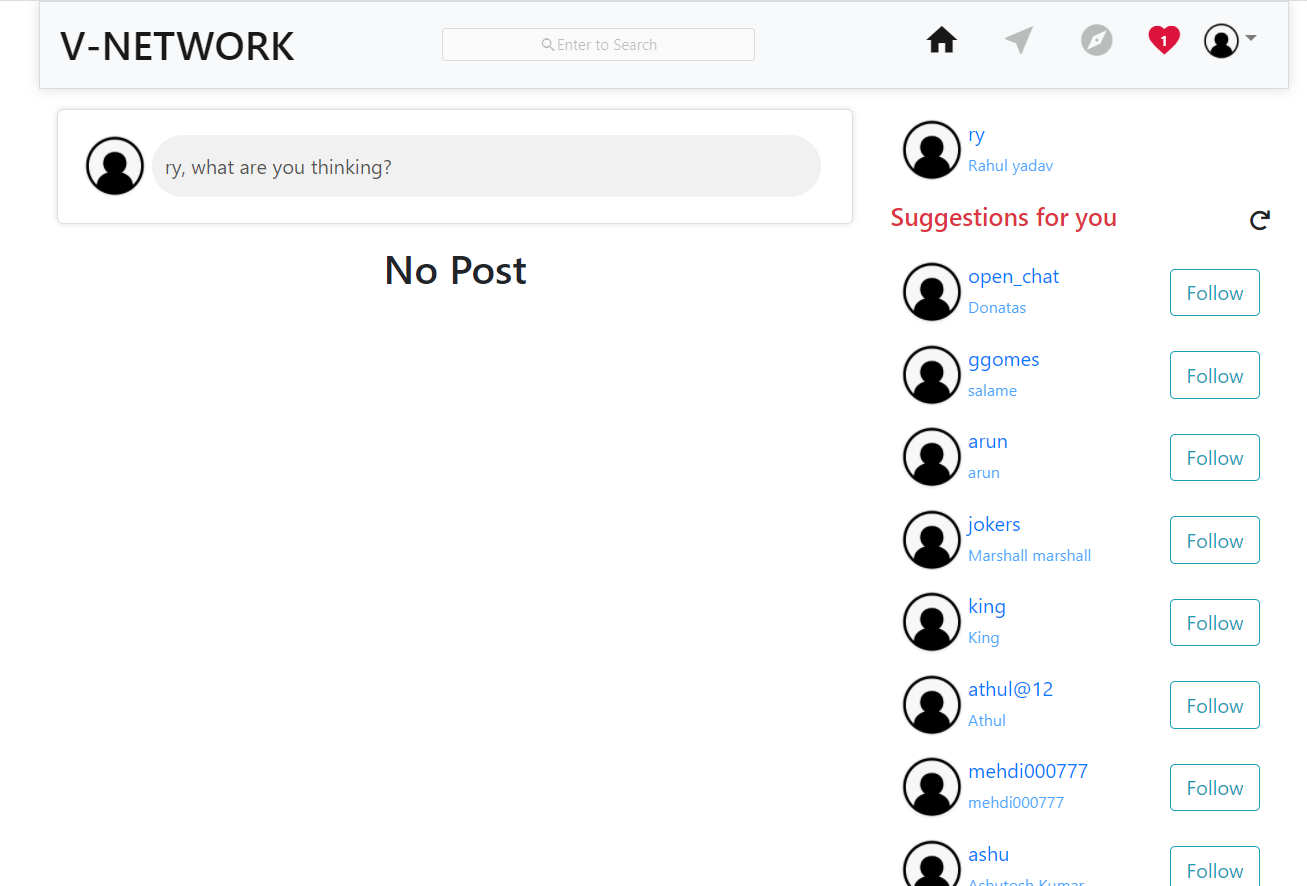 V-NETWORK
Enter to Search
1
ry, what are you thinking?
No Post
ry
Rahul yadav
Suggestions for you
open_chat
Donatas
Follow
ggomes
salame
Follow
arun
arun
Follow
jokers
Marshall marshall
Follow
king
King
Follow
athul@12
Athul
Follow
mehdi000777
mehdi000777
Follow
ashu
Ashutosh Kumar
Follow